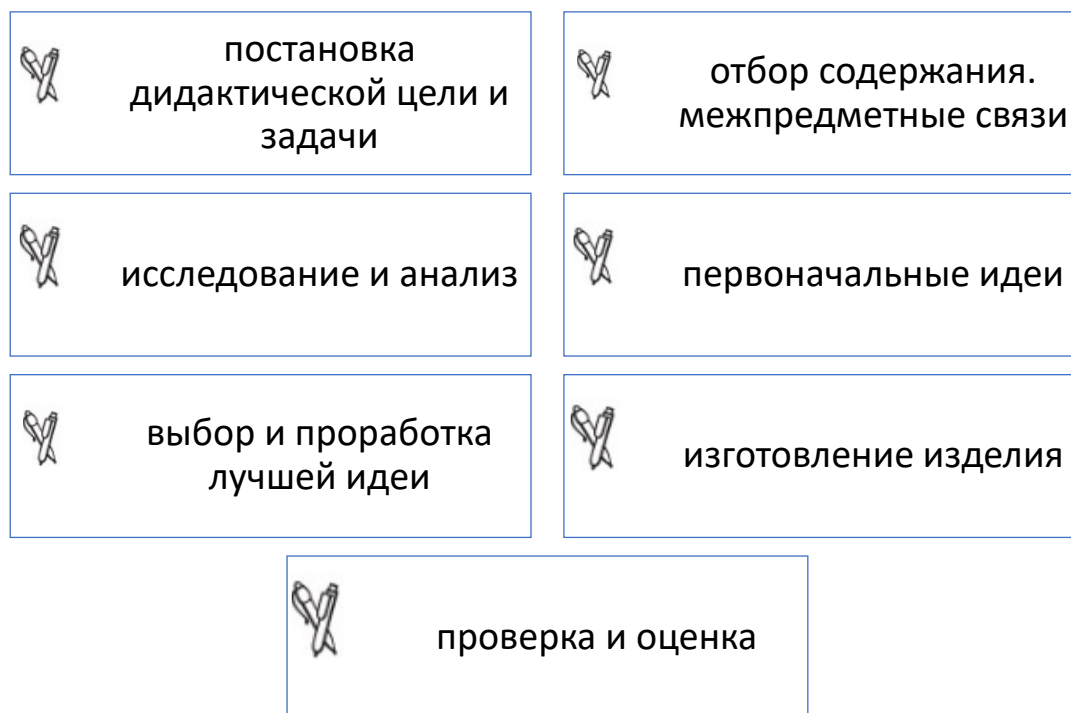 постановка
дидактической цели и
задачи
отбор содержания.
межпредметные связи
исследование и анализ
первоначальные идеи
выбор и проработка
лучшей идеи
изготовление изделия
проверка и оценка